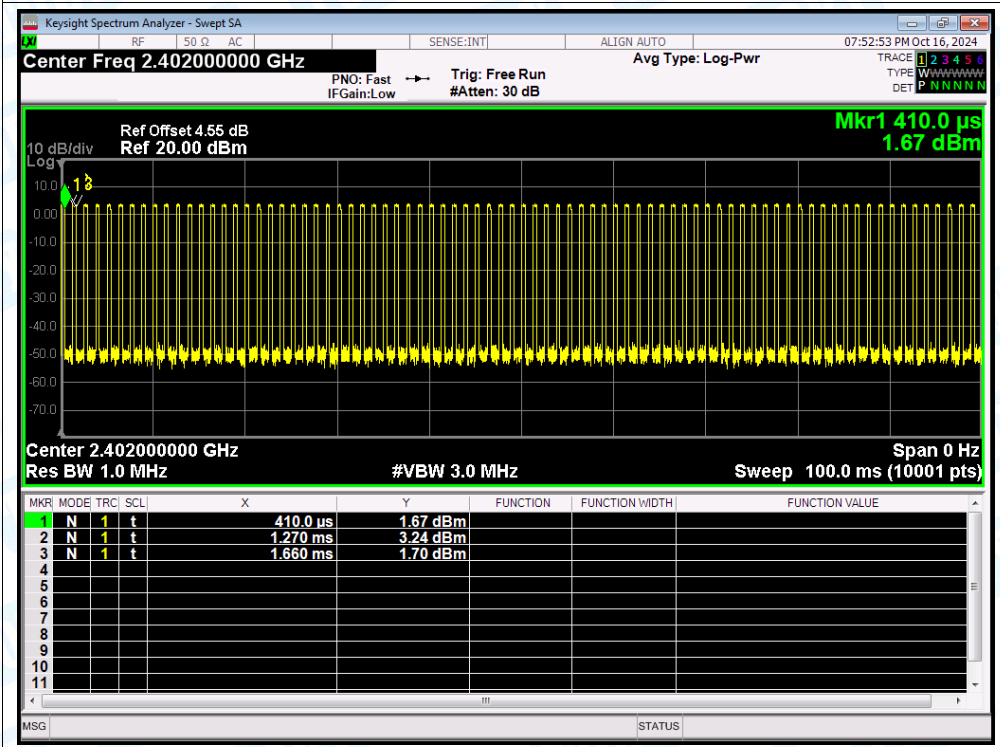 Keysight Spectrum Analyzer - Swept SA
LXI RF 50 Ω AC SENSE:INT ALIGN AUTO 07:52:53 PM Oct 16, 2024
Center Freq 2.402000000 GHz Avg Type: Log-Pwr TRACE 1 2 3 4 5 6
PNO: Fast Trig: Free Run TYPE WWWWWW
IFGain:Low #Atten: 30 dB DET P N N N N N
Mkr1 410.0 µs
Ref Offset 4.55 dB
10 dB/div Ref 20.00 dBm 1.67 dBm
Log
10.0
1 3
0.00
-10.0
-20.0
-30.0
-40.0
-50.0
-60.0
-70.0
Center 2.402000000 GHz Span 0 Hz
Res BW 1.0 MHz #VBW 3.0 MHz Sweep 100.0 ms (10001 pts)
MKR MODE TRC SCL X Y FUNCTION FUNCTION WIDTH FUNCTION VALUE
1 N 1 t 410.0 µs 1.67 dBm
2 N 1 t 1.270 ms 3.24 dBm
3 N 1 t 1.660 ms 1.70 dBm
4
5
6
7
8
9
10
11
MSG STATUS